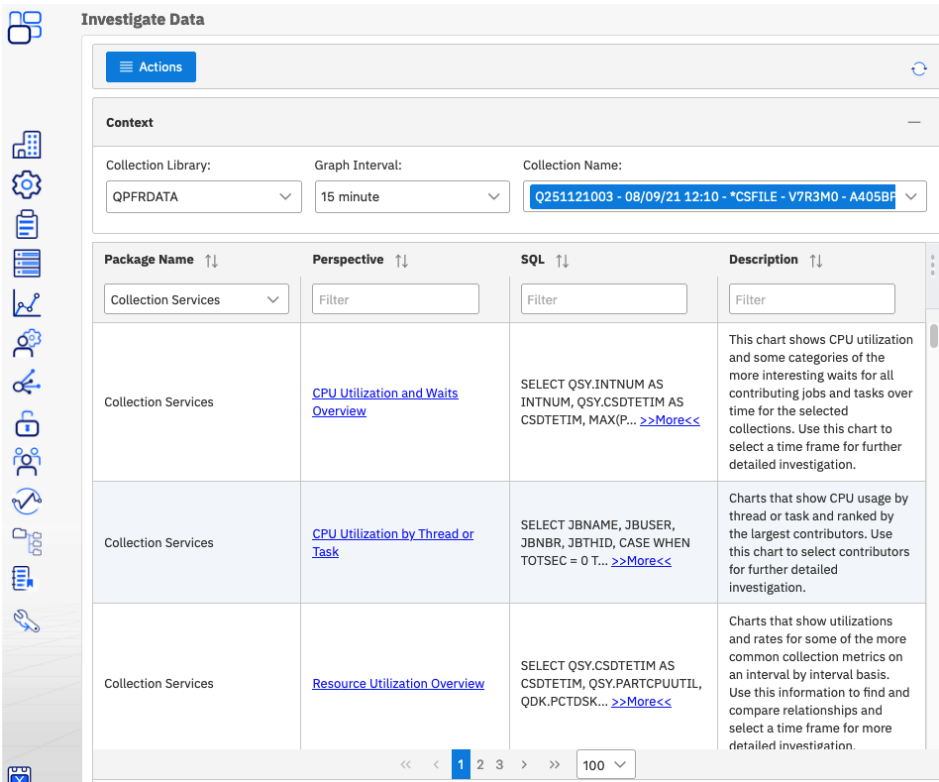 Investigate Data
Actions
Context
Collection Library:
Graph Interval:
Collection Name:
QPFRDATA
15 minute
Q251121003 - 08/09/21 12:10 - *CSFILE - V7R3M0 - A405BF
Package Name
Perspective
SQL
Description
Collection Services
Filter
Filter
Filter
Collection Services
CPU Utilization and Waits
Overview
SELECT QSY.INTNUM AS
INTNUM, QSY.CSDTETIM AS
CSDTETIM, MAX(P... >>More<<
This chart shows CPU utilization
and some categories of the
more interesting waits for all
contributing jobs and tasks over
time for the selected
collections. Use this chart to
select a time frame for further
detailed investigation.
Collection Services
CPU Utilization by Thread or
Task
SELECT JBNAME, JBUSER,
JBNBR, JBTHID, CASE WHEN
TOTSEC = 0 T... >>More<<
Charts that show CPU usage by
thread or task and ranked by
the largest contributors. Use
this chart to select contributors
for further detailed
investigation.
Collection Services
Resource Utilization Overview
SELECT QSY.CSDTETIM AS
CSDTETIM, QSY.PARTCPUUTIL,
QDK.PCTDSK... >>More<<
Charts that show utilizations
and rates for some of the more
common collection metrics on
an interval by interval basis.
Use this information to find and
compare relationships and
select a time frame for more
detailed investigation.
1 2 3
100